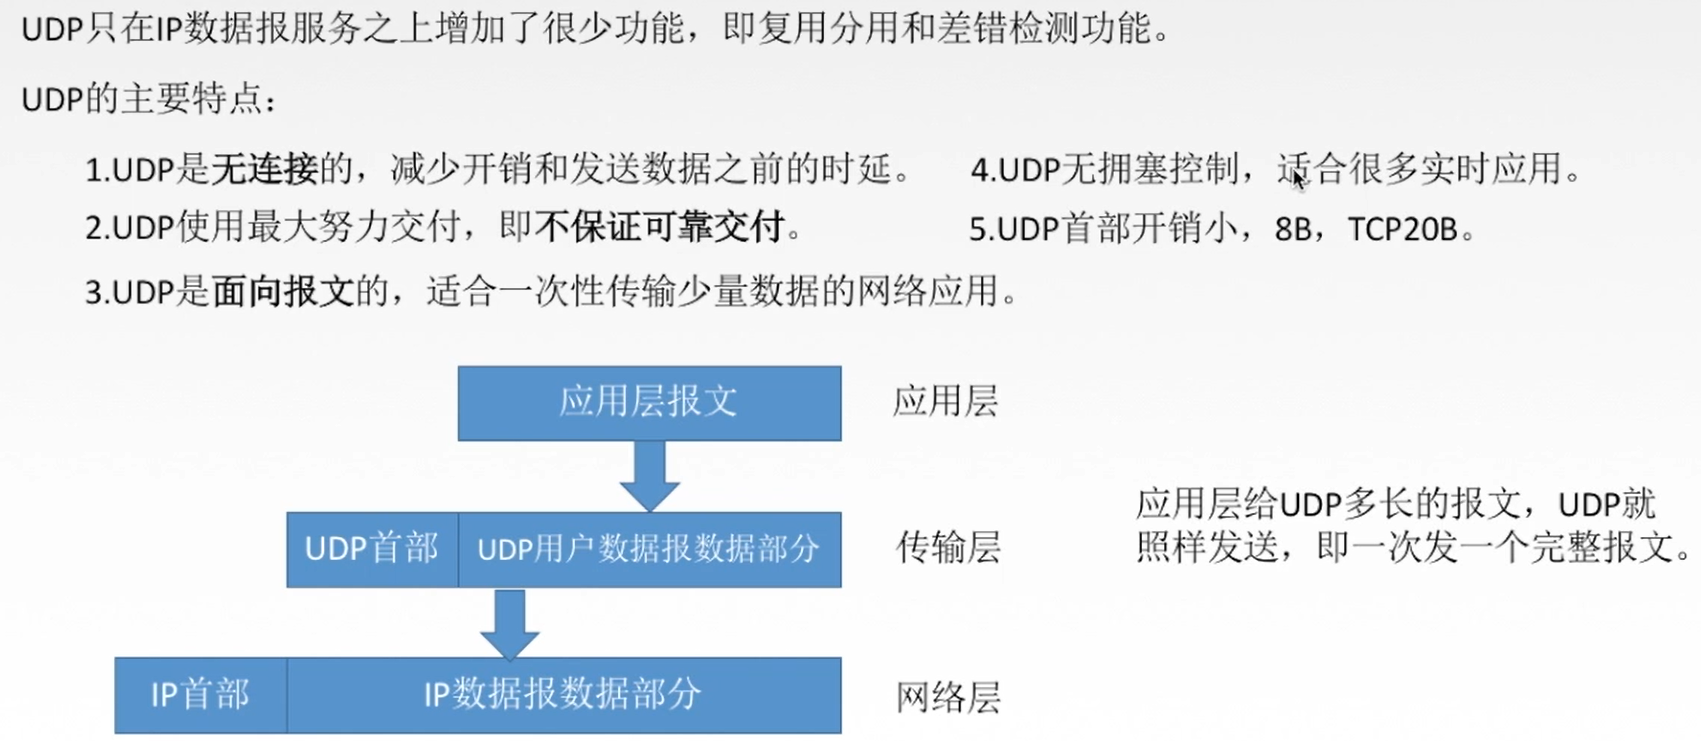 UDP只在IP数据报服务之上增加了很少功能，即复用分用和差错检测功能。
UDP的主要特点：
1.UDP是无连接的，减少开销和发送数据之前的时延。
2.UDP使用最大努力交付，即不保证可靠交付。
3.UDP是面向报文的，适合一次性传输少量数据的网络应用。
4.UDP无拥塞控制，适合很多实时应用。
5.UDP首部开销小，8B，TCP20B。
应用层报文
应用层
UDP首部
UDP用户数据报数据部分
传输层
应用层给UDP多长的报文，UDP就
照样发送，即一次发一个完整报文。
IP首部
IP数据报数据部分
网络层